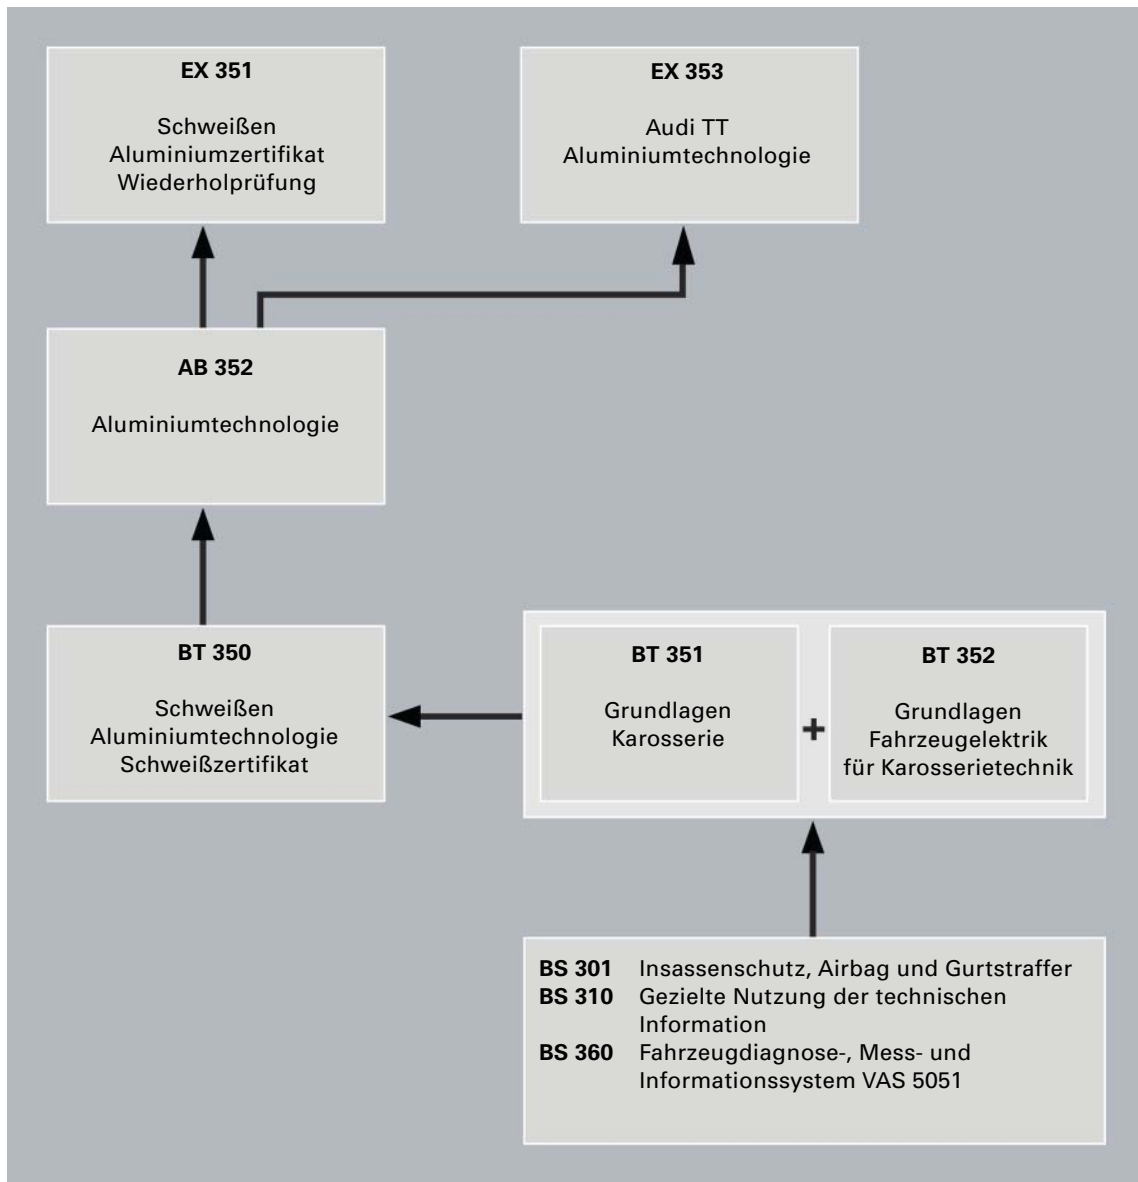 EX 351
Schweißen
Aluminiumzertifikat
Wiederholprüfung
EX 353
Audi TT
Aluminiumtechnologie
AB 352
Aluminiumtechnologie
BT 350
Schweißen
Aluminiumtechnologie
Schweißzertifikat
BT 351
Grundlagen
Karosserie
+
BT 352
Grundlagen
Fahrzeugelektrik
für Karosserietechnik
BS 301 Insassenschutz, Airbag und Gurtstraffer
BS 310 Gezielte Nutzung der technischen
Information
BS 360 Fahrzeugdiagnose-, Mess- und
Informationssystem VAS 5051